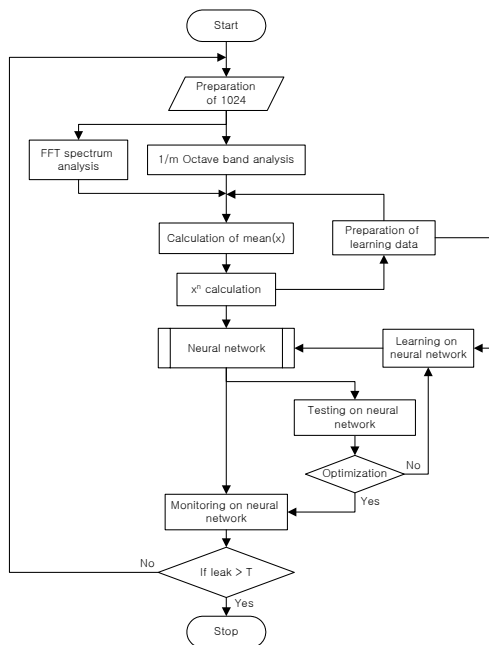 Start
Preparation
of 1024
FFT spectrum
analysis
1/m Octave band analysis
Calculation of mean(x)
Preparation of
learning data
xⁿ calculation
Neural network
Learning on
neural network
Testing on neural
network
Optimization
No
Yes
Monitoring on neural
network
If leak > T
No
Yes
Stop